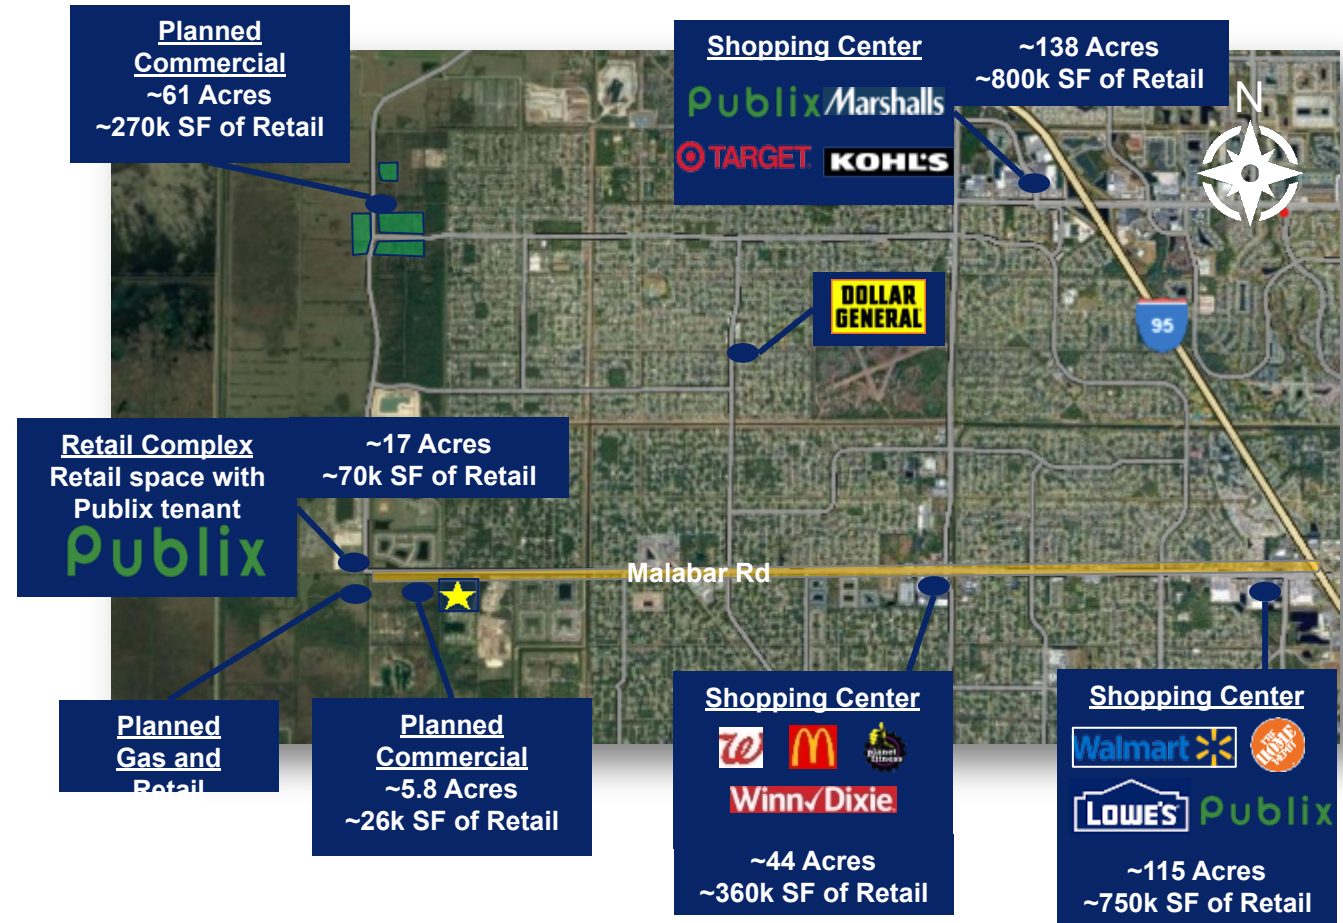 Planned
Commercial
~61 Acres
~270k SF of Retail
Shopping Center
~138 Acres
~800k SF of Retail
Publix Marshalls
TARGET KOHL'S
N
DOLLAR
GENERAL
95
Retail Complex
Retail space with
Publix tenant
Publix
~17 Acres
~70k SF of Retail
Malabar Rd
Planned
Gas and
Retail
Planned
Commercial
~5.8 Acres
~26k SF of Retail
Shopping Center
W
M
planet
fitness
Winn Dixie
~44 Acres
~360k SF of Retail
Shopping Center
Walmart
THE
HOME
DEPOT
LOWE'S Publix
~115 Acres
~750k SF of Retail